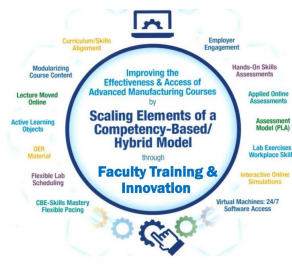 Curriculum/Skills
Alignment
Modularizing
Course Content
Lecture Moved
Online
Active Learning
Objects
OER
Material
Flexible Lab
Scheduling
CBE-Skills Mastery
Flexible Pacing
Improving the
Effectiveness & Access of
Advanced Manufacturing Courses
by
Scaling Elements of a
Competency-Based/
Hybrid Model
through
Faculty Training &
Innovation
Employer
Engagement
Hands-On Skills
Assessments
Applied Online
Assessments
Assessment
Model (PLA)
Lab Exercises
Workplace Skill
Interactive Online
Simulations
Virtual Machines: 24/7
Software Access